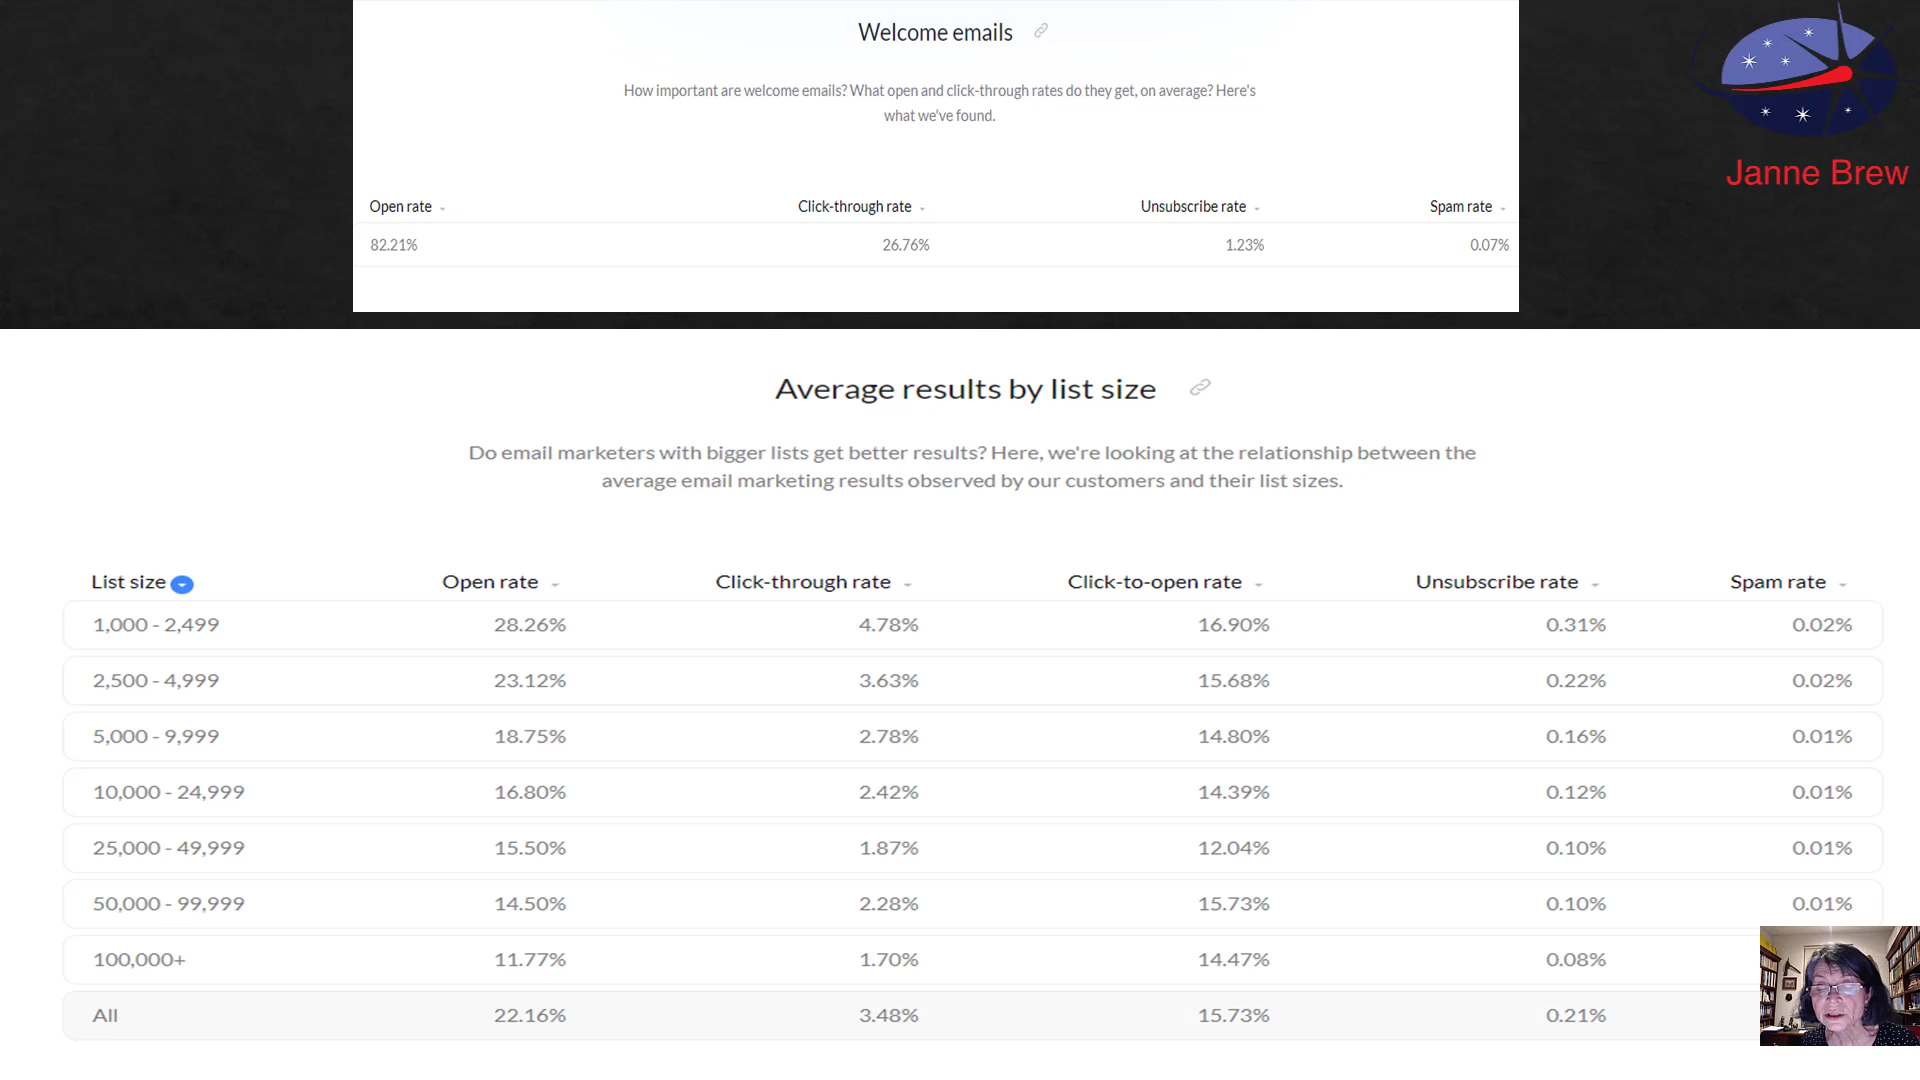 Welcome emails
How important are welcome emails? What open and click-through rates do they get, on average? Here's
what we've found.
Janne Brew
Open rate Click-through rate Unsubscribe rate Spam rate
82.21% 26.76% 1.23% 0.07%
Average results by list size
Do email marketers with bigger lists get better results? Here, we're looking at the relationship between the
average email marketing results observed by our customers and their list sizes.
List size Open rate Click-through rate Click-to-open rate Unsubscribe rate Spam rate
1,000 - 2,499 28.26% 4.78% 16.90% 0.31% 0.02%
2,500 - 4,999 23.12% 3.63% 15.68% 0.22% 0.02%
5,000 - 9,999 18.75% 2.78% 14.80% 0.16% 0.01%
10,000 - 24,999 16.80% 2.42% 14.39% 0.12% 0.01%
25,000 - 49,999 15.50% 1.87% 12.04% 0.10% 0.01%
50,000 - 99,999 14.50% 2.28% 15.73% 0.10% 0.01%
100,000+ 11.77% 1.70% 14.47% 0.08%
All 22.16% 3.48% 15.73% 0.21%